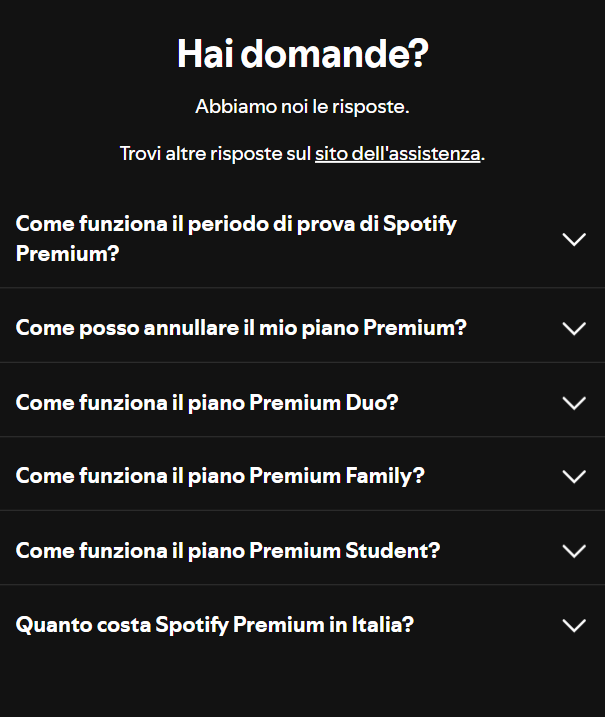 Hai domande?
Abbiamo noi le risposte.
Trovi altre risposte sul sito dell'assistenza.
Come funziona il periodo di prova di Spotify
Premium?
Come posso annullare il mio piano Premium?
Come funziona il piano Premium Duo?
Come funziona il piano Premium Family?
Come funziona il piano Premium Student?
Quanto costa Spotify Premium in Italia?